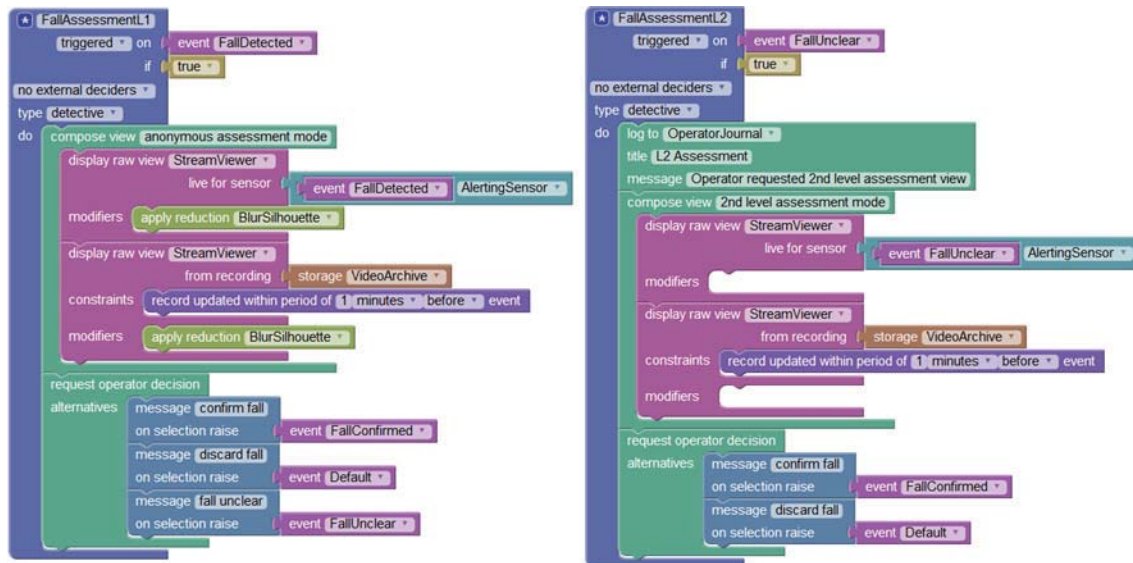 FallAssessmentL1
triggered on event FallDetected
if true
no external deciders
type detective
do compose view anonymous assessment mode
display raw view StreamViewer
live for sensor event FallDetected AlertingSensor
modifiers apply reduction BlurSilhouette
display raw view StreamViewer
from recording storage VideoArchive
constraints record updated within period of 1 minutes before event
modifiers apply reduction BlurSilhouette
request operator decision
alternatives message confirm fall
on selection raise event FallConfirmed
message discard fall
on selection raise event Default
message fall unclear
on selection raise event FallUnclear
FallAssessmentL2
triggered on event FallUnclear
if true
no external deciders
type detective
do log to OperatorJournal
title L2 Assessment
message Operator requested 2nd level assessment view
compose view 2nd level assessment mode
display raw view StreamViewer
live for sensor event FallUnclear AlertingSensor
modifiers
display raw view StreamViewer
from recording storage VideoArchive
constraints record updated within period of 1 minutes before event
modifiers
request operator decision
alternatives message confirm fall
on selection raise event FallConfirmed
message discard fall
on selection raise event Default